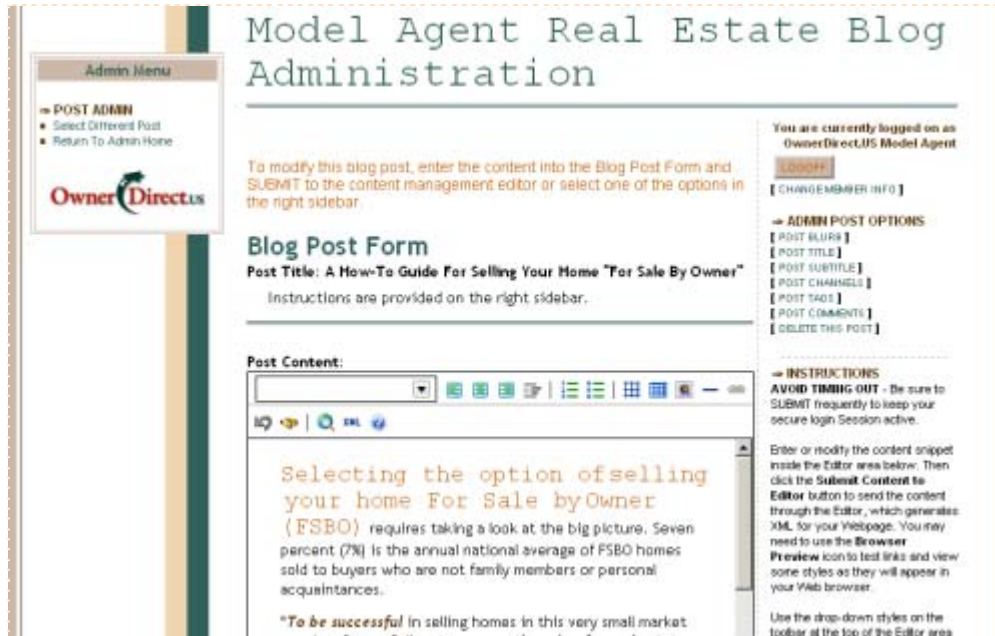 Model Agent Real Estate Blog
Administration
Admin Menu
POST ADMIN
Select Different Post
Return To Admin Home
OwnerDirect.US
To modify this blog post, enter the content into the Blog Post Form and
SUBMIT to the content management editor or select one of the options in
the right sidebar.
Blog Post Form
Post Title: A How-To Guide For Selling Your Home "For Sale By Owner"
Instructions are provided on the right sidebar.
Post Content:
XML
Selecting the option of selling
your home For Sale by Owner
(FSBO) requires taking a look at the big picture. Seven
percent (7%) is the annual national average of FSBO homes
sold to buyers who are not family members or personal
acquaintances.
"To be successful in selling homes in this very small market
You are currently logged on as
OwnerDirect.US Model Agent
LOGOFF
[ CHANGE MEMBER INFO ]
ADMIN POST OPTIONS
[ POST BLURB ]
[ POST TITLE ]
[ POST SUBTITLE ]
[ POST CHANNELS ]
[ POST TAGS ]
[ POST COMMENTS ]
[ DELETE THIS POST ]
INSTRUCTIONS
AVOID TIMING OUT - Be sure to
SUBMIT frequently to keep your
secure login Session active.
Enter or modify the content snippet
inside the Editor area below. Then
click the Submit Content to
Editor button to send the content
through the Editor, which generates
XML for your Webpage. You may
need to use the Browser
Preview icon to test links and view
some styles as they will appear in
your Web browser.
Use the drop-down styles on the
toolbar at the top of the Editor area